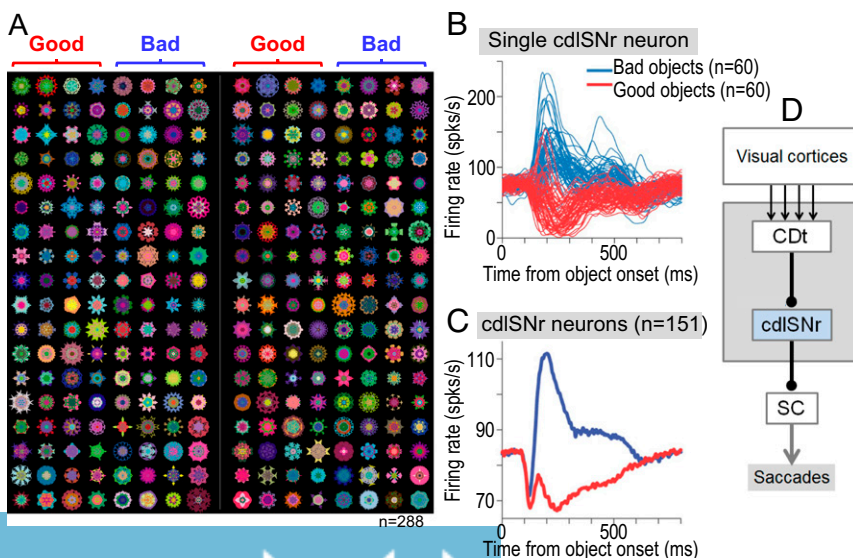 A
Good Bad Good Bad
n=288
B
Single cdlSNr neuron
Bad objects (n=60)
Good objects (n=60)
Firing rate (spks/s)
200
100
0
0 500
Time from object onset (ms)
C
cdlSNr neurons (n=151)
Firing rate (spks/s)
110
90
70
0 500
Time from object onset (ms)
D
Visual cortices
CDt
cdlSNr
SC
Saccades